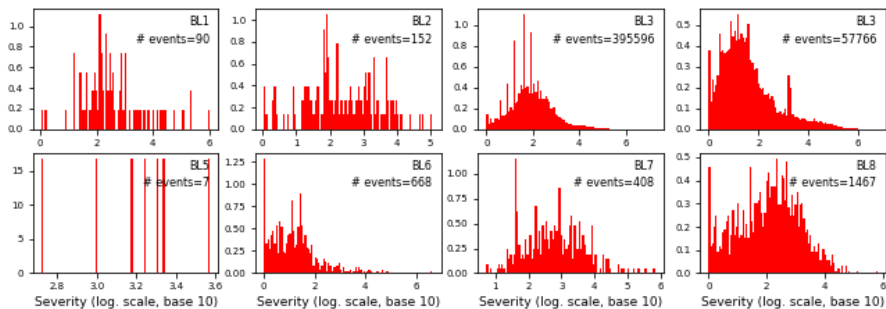 BL1
# events=90
1.0
0.8
0.6
0.4
0.2
0.0
0 2 4 6
BL2
# events=152
1.0
0.8
0.6
0.4
0.2
0.0
0 1 2 3 4 5
BL3
# events=395596
1.0
0.8
0.6
0.4
0.2
0.0
0 2 4 6
BL3
# events=57766
0.5
0.4
0.3
0.2
0.1
0.0
0 2 4 6
BL5
# events=7
15
10
5
0
2.8 3.0 3.2 3.4 3.6
Severity (log. scale, base 10)
BL6
# events=668
1.25
1.00
0.75
0.50
0.25
0.00
0 2 4 6
Severity (log. scale, base 10)
BL7
# events=408
1.00
0.75
0.50
0.25
0.00
1 2 3 4 5
Severity (log. scale, base 10)
BL8
# events=1467
0.5
0.4
0.3
0.2
0.1
0.0
0 2 4 6
Severity (log. scale, base 10)